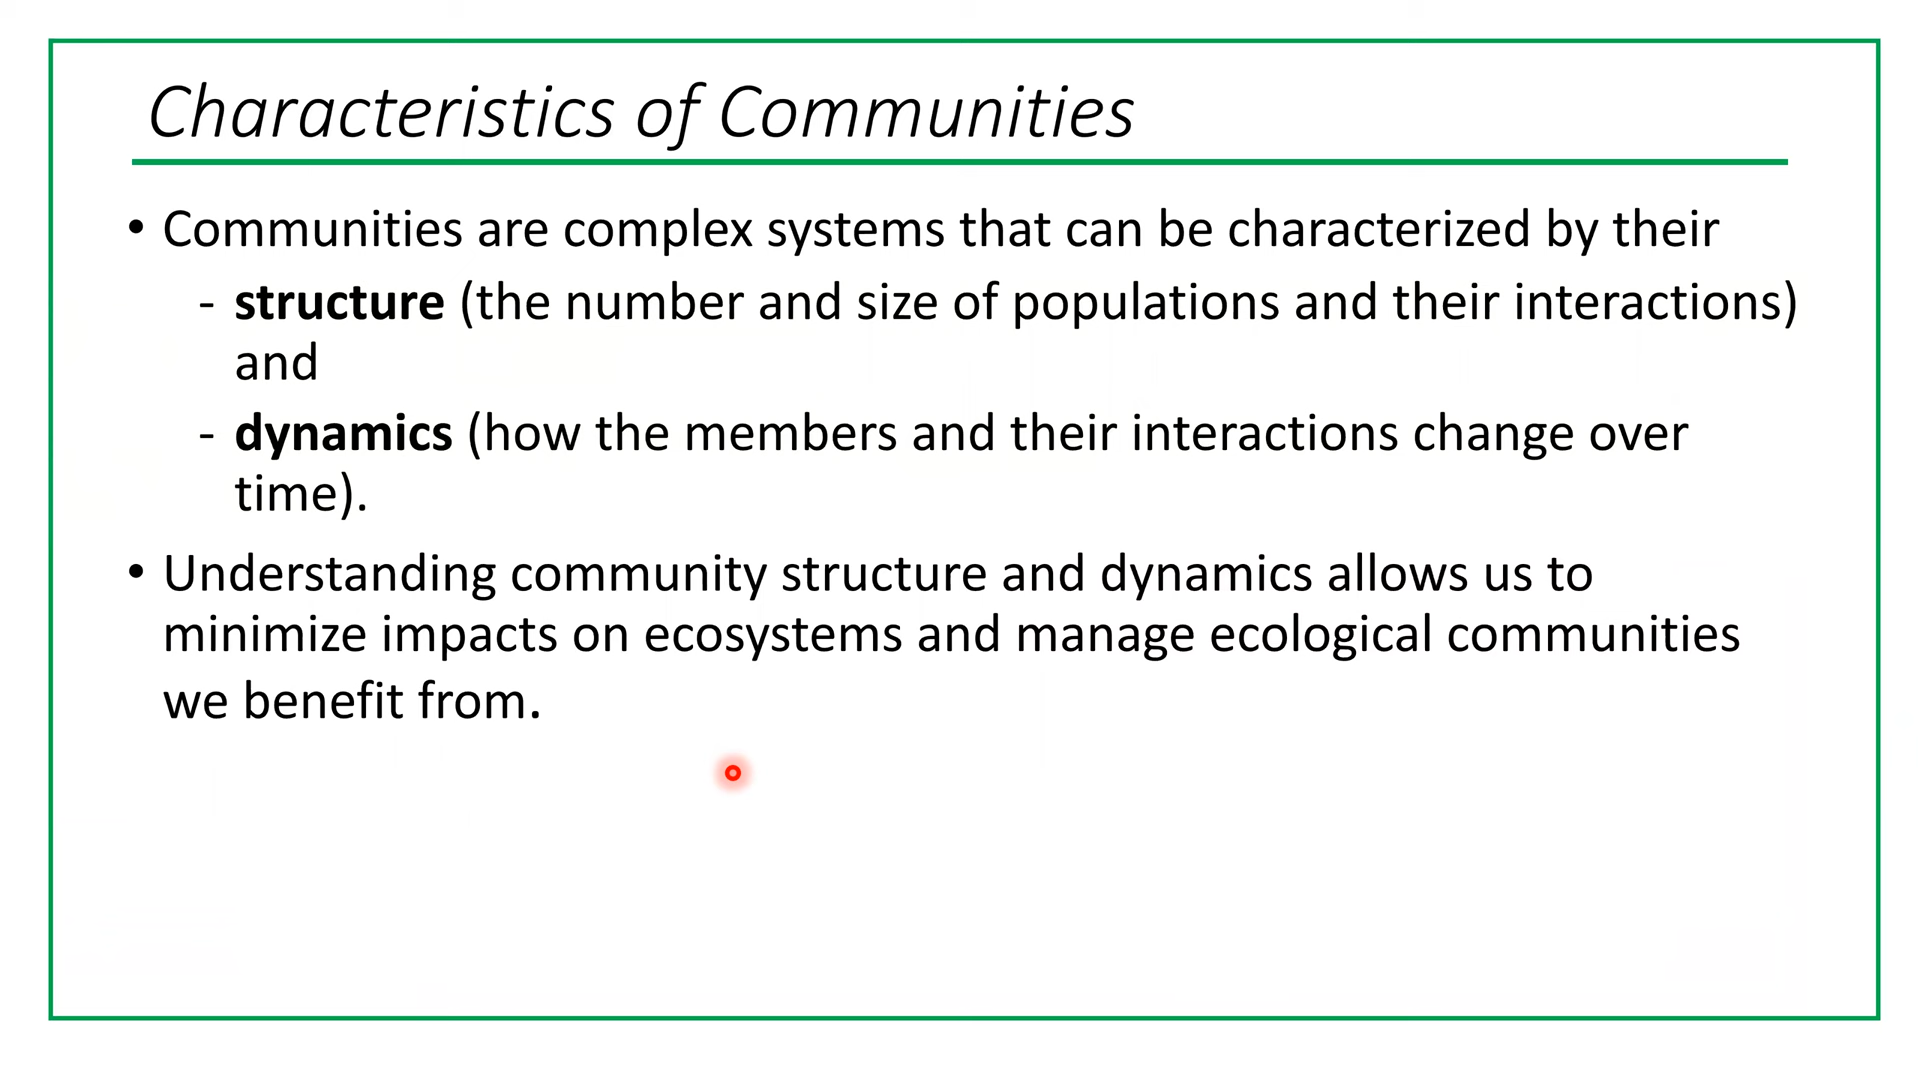 Characteristics of Communities
• Communities are complex systems that can be characterized by their
- structure (the number and size of populations and their interactions)
and
- dynamics (how the members and their interactions change over
time).
• Understanding community structure and dynamics allows us to
minimize impacts on ecosystems and manage ecological communities
we benefit from.